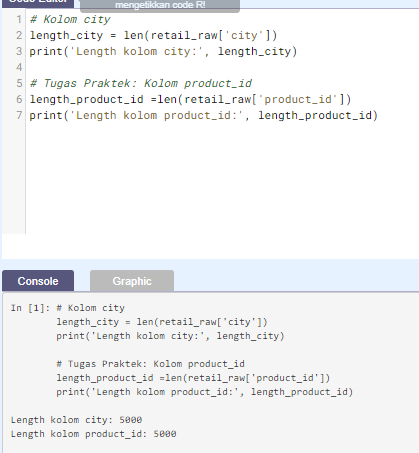 Code Editor
mengetikkan code R!
1 # Kolom city
2 length_city = len(retail_raw['city'])
3 print('Length kolom city:', length_city)
4
5 # Tugas Praktek: Kolom product_id
6 length_product_id =len(retail_raw['product_id'])
7 print('Length kolom product_id:', length_product_id)
Console Graphic
In [1]: # Kolom city
length_city = len(retail_raw['city'])
print('Length kolom city:', length_city)
# Tugas Praktek: Kolom product_id
length_product_id =len(retail_raw['product_id'])
print('Length kolom product_id:', length_product_id)
Length kolom city: 5000
Length kolom product_id: 5000